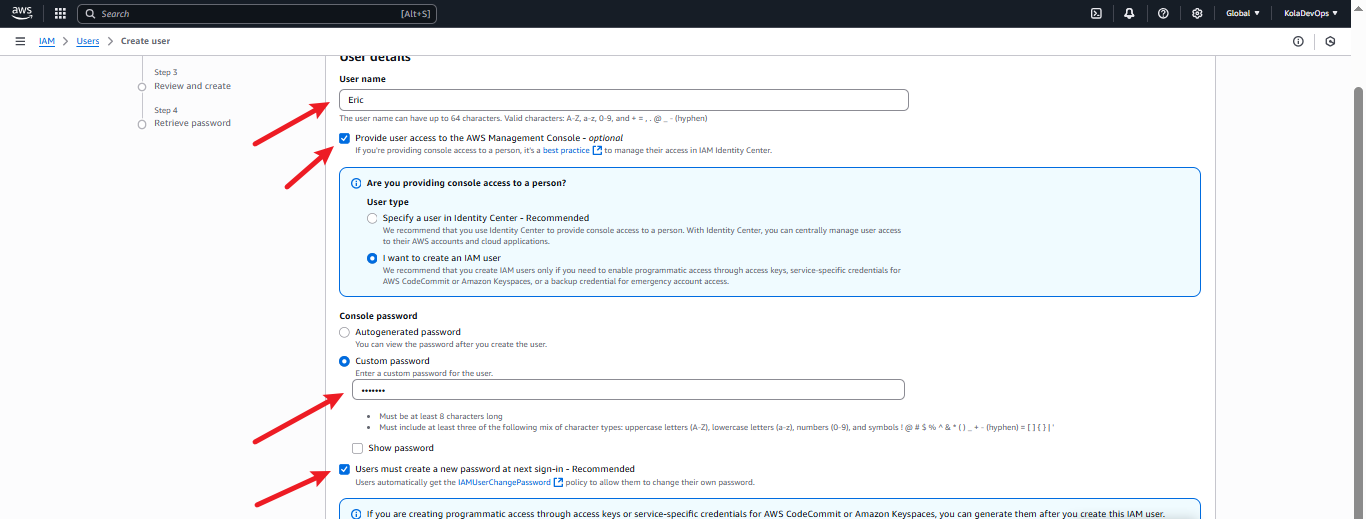 aws
Search
[Alt+S]
Global
KolaDevOps
IAM
Users
Create user
Step 3
Review and create
Step 4
Retrieve password
User details
User name
Eric
The user name can have up to 64 characters. Valid characters: A-Z, a-z, 0-9, and + = , . @ _ - (hyphen)
Provide user access to the AWS Management Console - optional
If you're providing console access to a person, it's a best practice to manage their access in IAM Identity Center.
Are you providing console access to a person?
User type
Specify a user in Identity Center - Recommended
We recommend that you use Identity Center to provide console access to a person. With Identity Center, you can centrally manage user access
to their AWS accounts and cloud applications.
I want to create an IAM user
We recommend that you create IAM users only if you need to enable programmatic access through access keys, service-specific credentials for
AWS CodeCommit or Amazon Keyspaces, or a backup credential for emergency account access.
Console password
Autogenerated password
You can view the password after you create the user.
Custom password
Enter a custom password for the user.
•••••••
Must be at least 8 characters long
Must include at least three of the following mix of character types: uppercase letters (A-Z), lowercase letters (a-z), numbers (0-9), and symbols ! @ # $ % ^ & * ( ) _ + - (hyphen) = [ ] { } | '
Show password
Users must create a new password at next sign-in - Recommended
Users automatically get the IAMUserChangePassword policy to allow them to change their own password.
If you are creating programmatic access through access keys or service-specific credentials for AWS CodeCommit or Amazon Keyspaces, you can generate them after you create this IAM user.